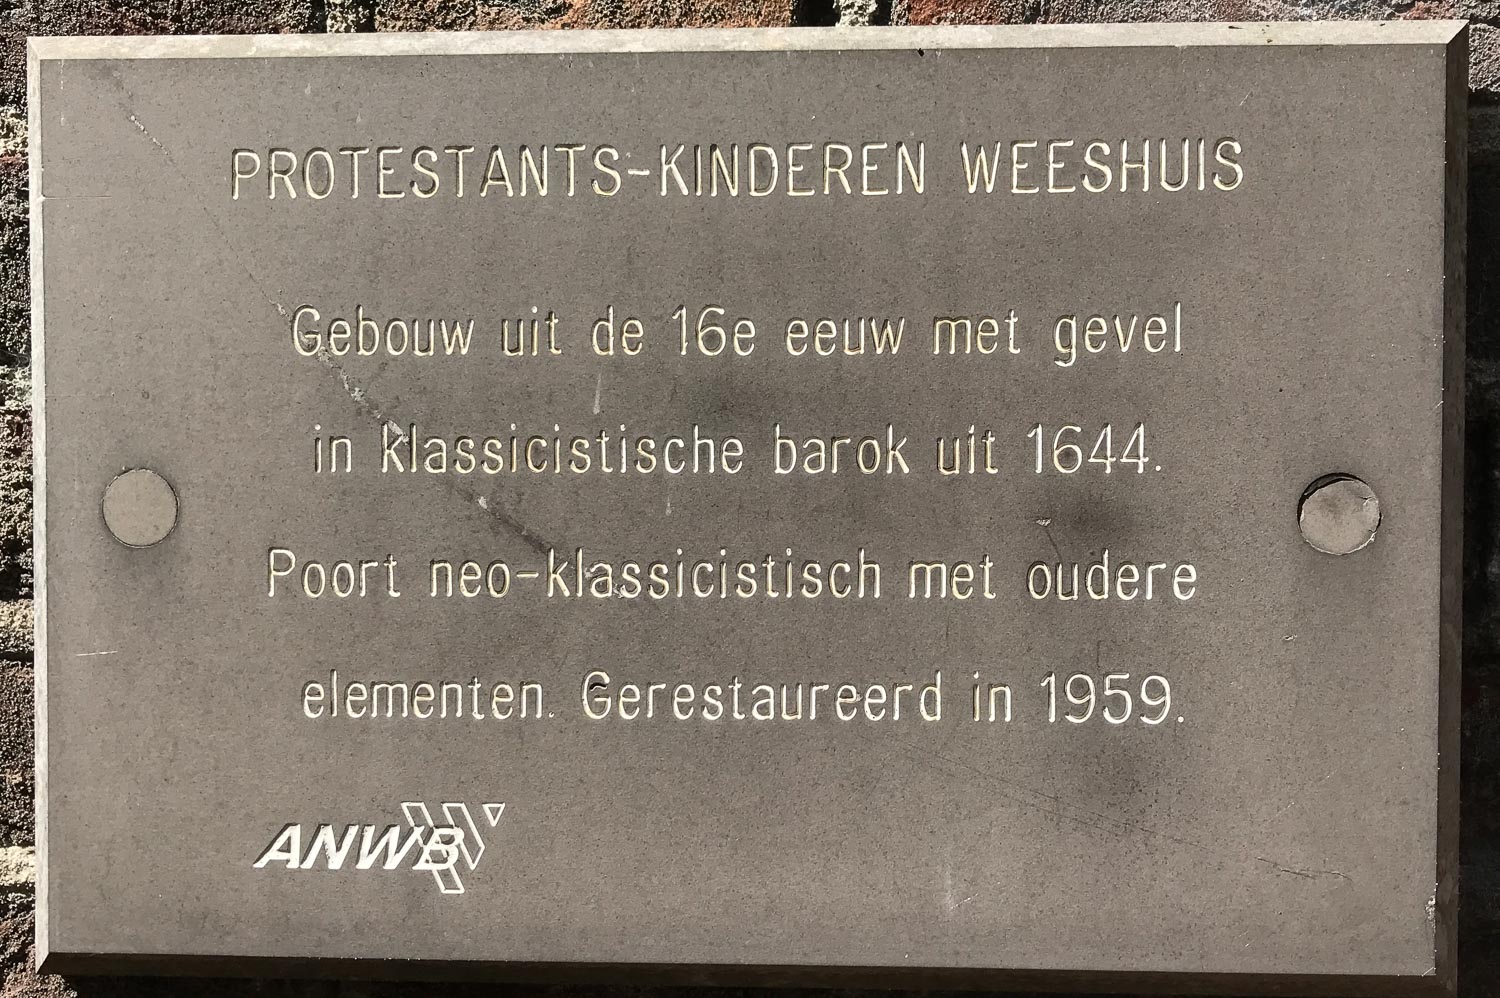 PROTESTANTS-KINDEREN WEESHUIS
Gebouw uit de 16e eeuw met gevel
in klassicistische barok uit 1644.
Poort neo-klassicistisch met oudere
elementen. Gerestaureerd in 1959.
ANWB